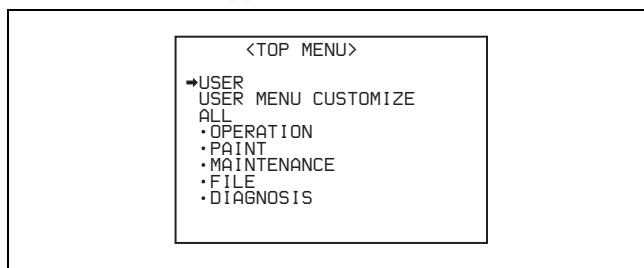 <TOP MENU>
➡USER
USER MENU CUSTOMIZE
ALL
・OPERATION
・PAINT
・MAINTENANCE
・FILE
・DIAGNOSIS